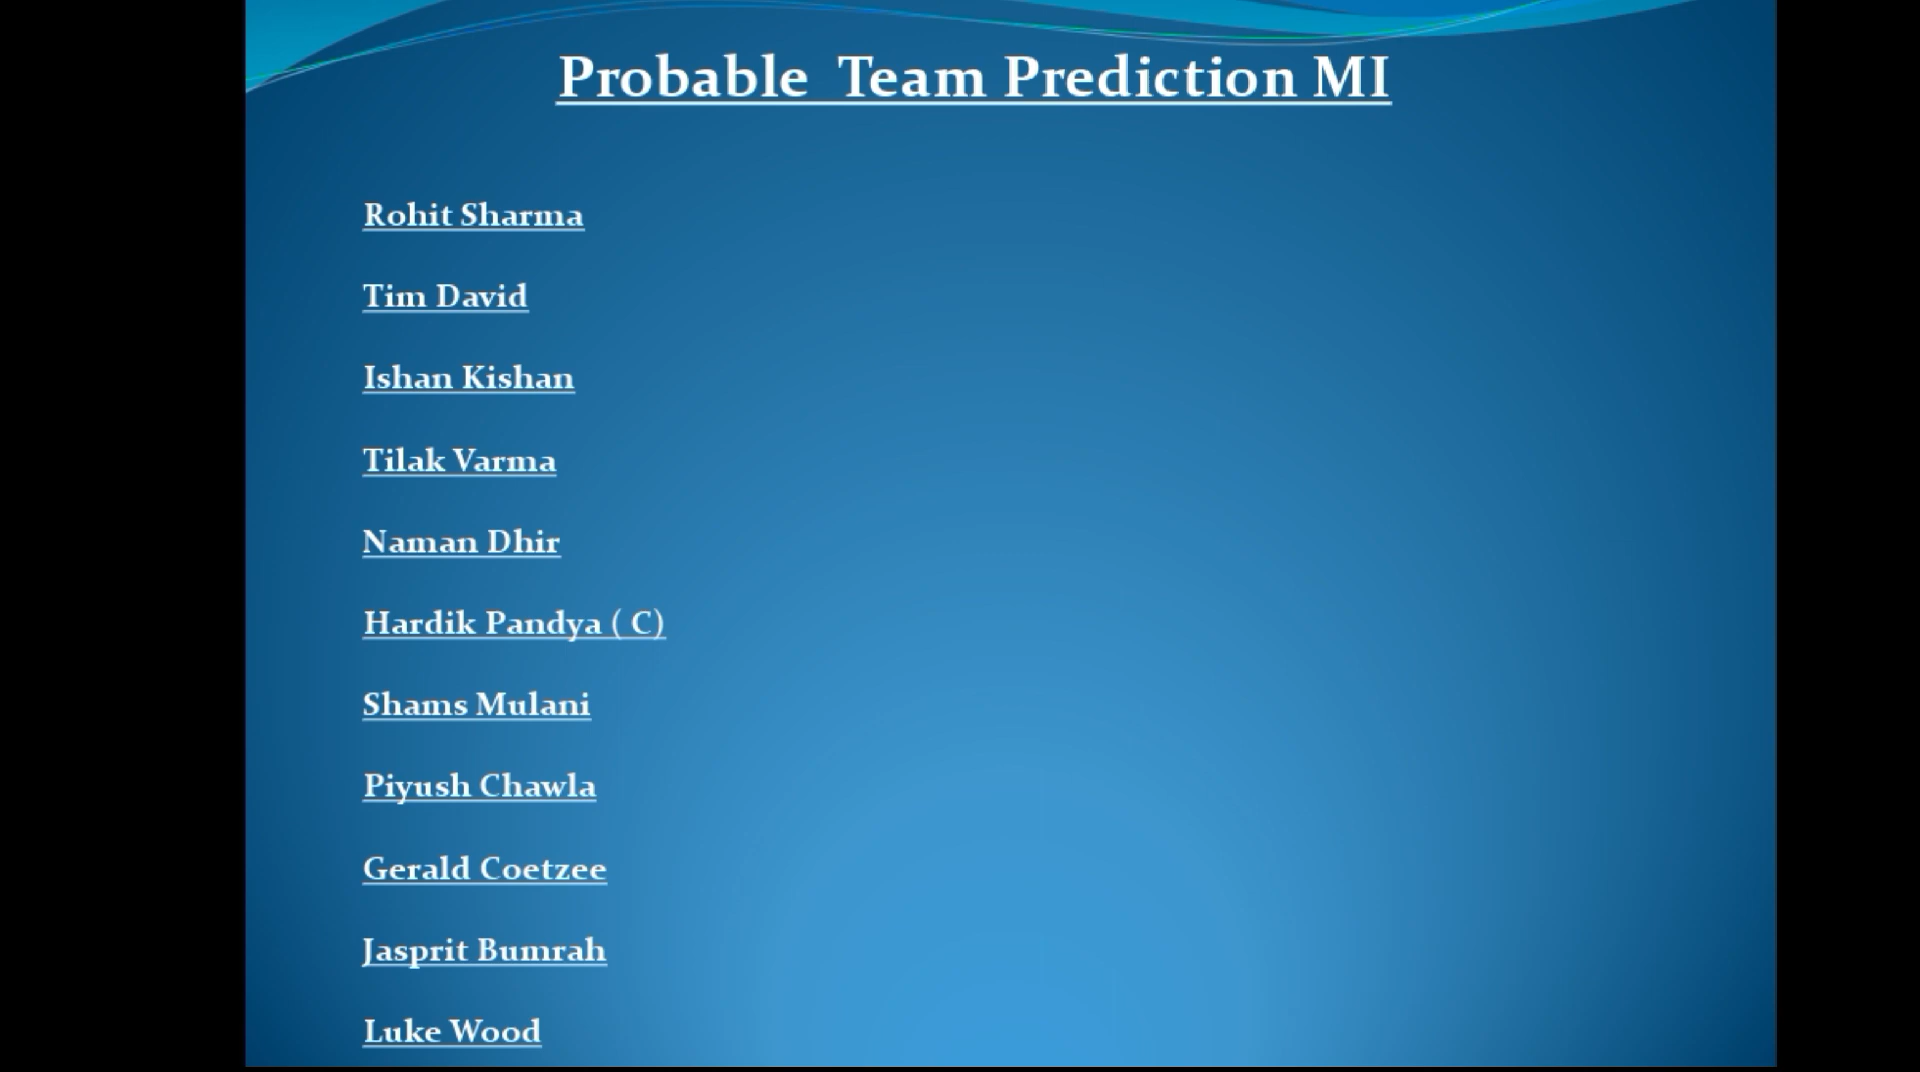 Probable Team Prediction MI
Rohit Sharma
Tim David
Ishan Kishan
Tilak Varma
Naman Dhir
Hardik Pandya ( C)
Shams Mulani
Piyush Chawla
Gerald Coetzee
Jasprit Bumrah
Luke Wood